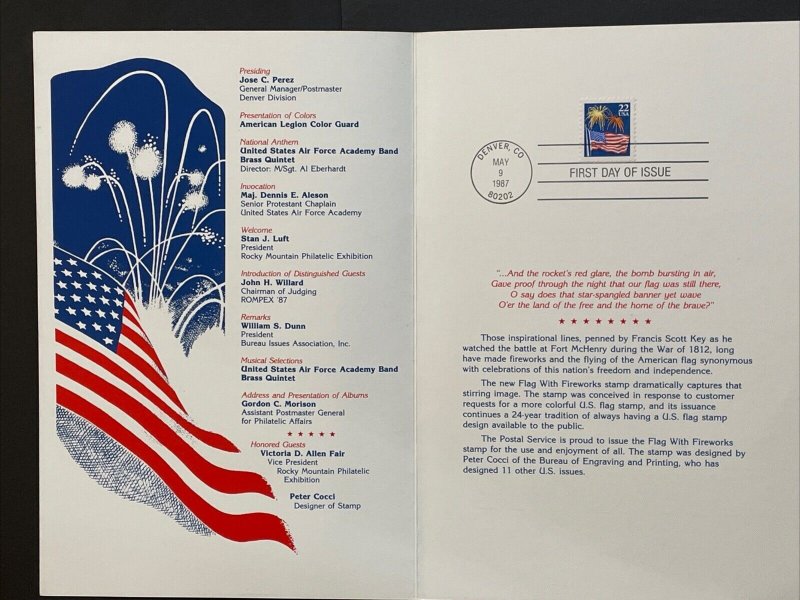 Presiding
Jose C. Perez
General Manager/Postmaster
Denver Division
Presentation of Colors
American Legion Color Guard
National Anthem
United States Air Force Academy Band
Brass Quintet
Director: M/Sgt. Al Eberhardt
Invocation
Maj. Dennis E. Aleson
Senior Protestant Chaplain
United States Air Force Academy
Welcome
Stan J. Luft
President
Rocky Mountain Philatelic Exhibition
Introduction of Distinguished Guests
John H. Willard
Chairman of Judging
ROMPEX '87
Remarks
William S. Dunn
President
Bureau Issues Association, Inc.
Musical Selections
United States Air Force Academy Band
Brass Quintet
Address and Presentation of Albums
Gordon C. Morison
Assistant Postmaster General
for Philatelic Affairs
Honored Guests
Victoria D. Allen Fair
Vice President
Rocky Mountain Philatelic
Exhibition
Peter Cocci
Designer of Stamp
22
USA
DENVER, CO
MAY
9
1987
80202
FIRST DAY OF ISSUE
"...And the rocket's red glare, the bomb bursting in air,
Gave proof through the night that our flag was still there,
O say does that star-spangled banner yet wave
O'er the land of the free and the home of the brave?"
Those inspirational lines, penned by Francis Scott Key as he
watched the battle at Fort McHenry during the War of 1812, long
have made fireworks and the flying of the American flag synonymous
with celebrations of this nation's freedom and independence.
The new Flag With Fireworks stamp dramatically captures that
stirring image. The stamp was conceived in response to customer
requests for a more colorful U.S. flag stamp, and its issuance
continues a 24-year tradition of always having a U.S. flag stamp
design available to the public.
The Postal Service is proud to issue the Flag With Fireworks
stamp for the use and enjoyment of all. The stamp was designed by
Peter Cocci of the Bureau of Engraving and Printing, who has
designed 11 other U.S. issues.